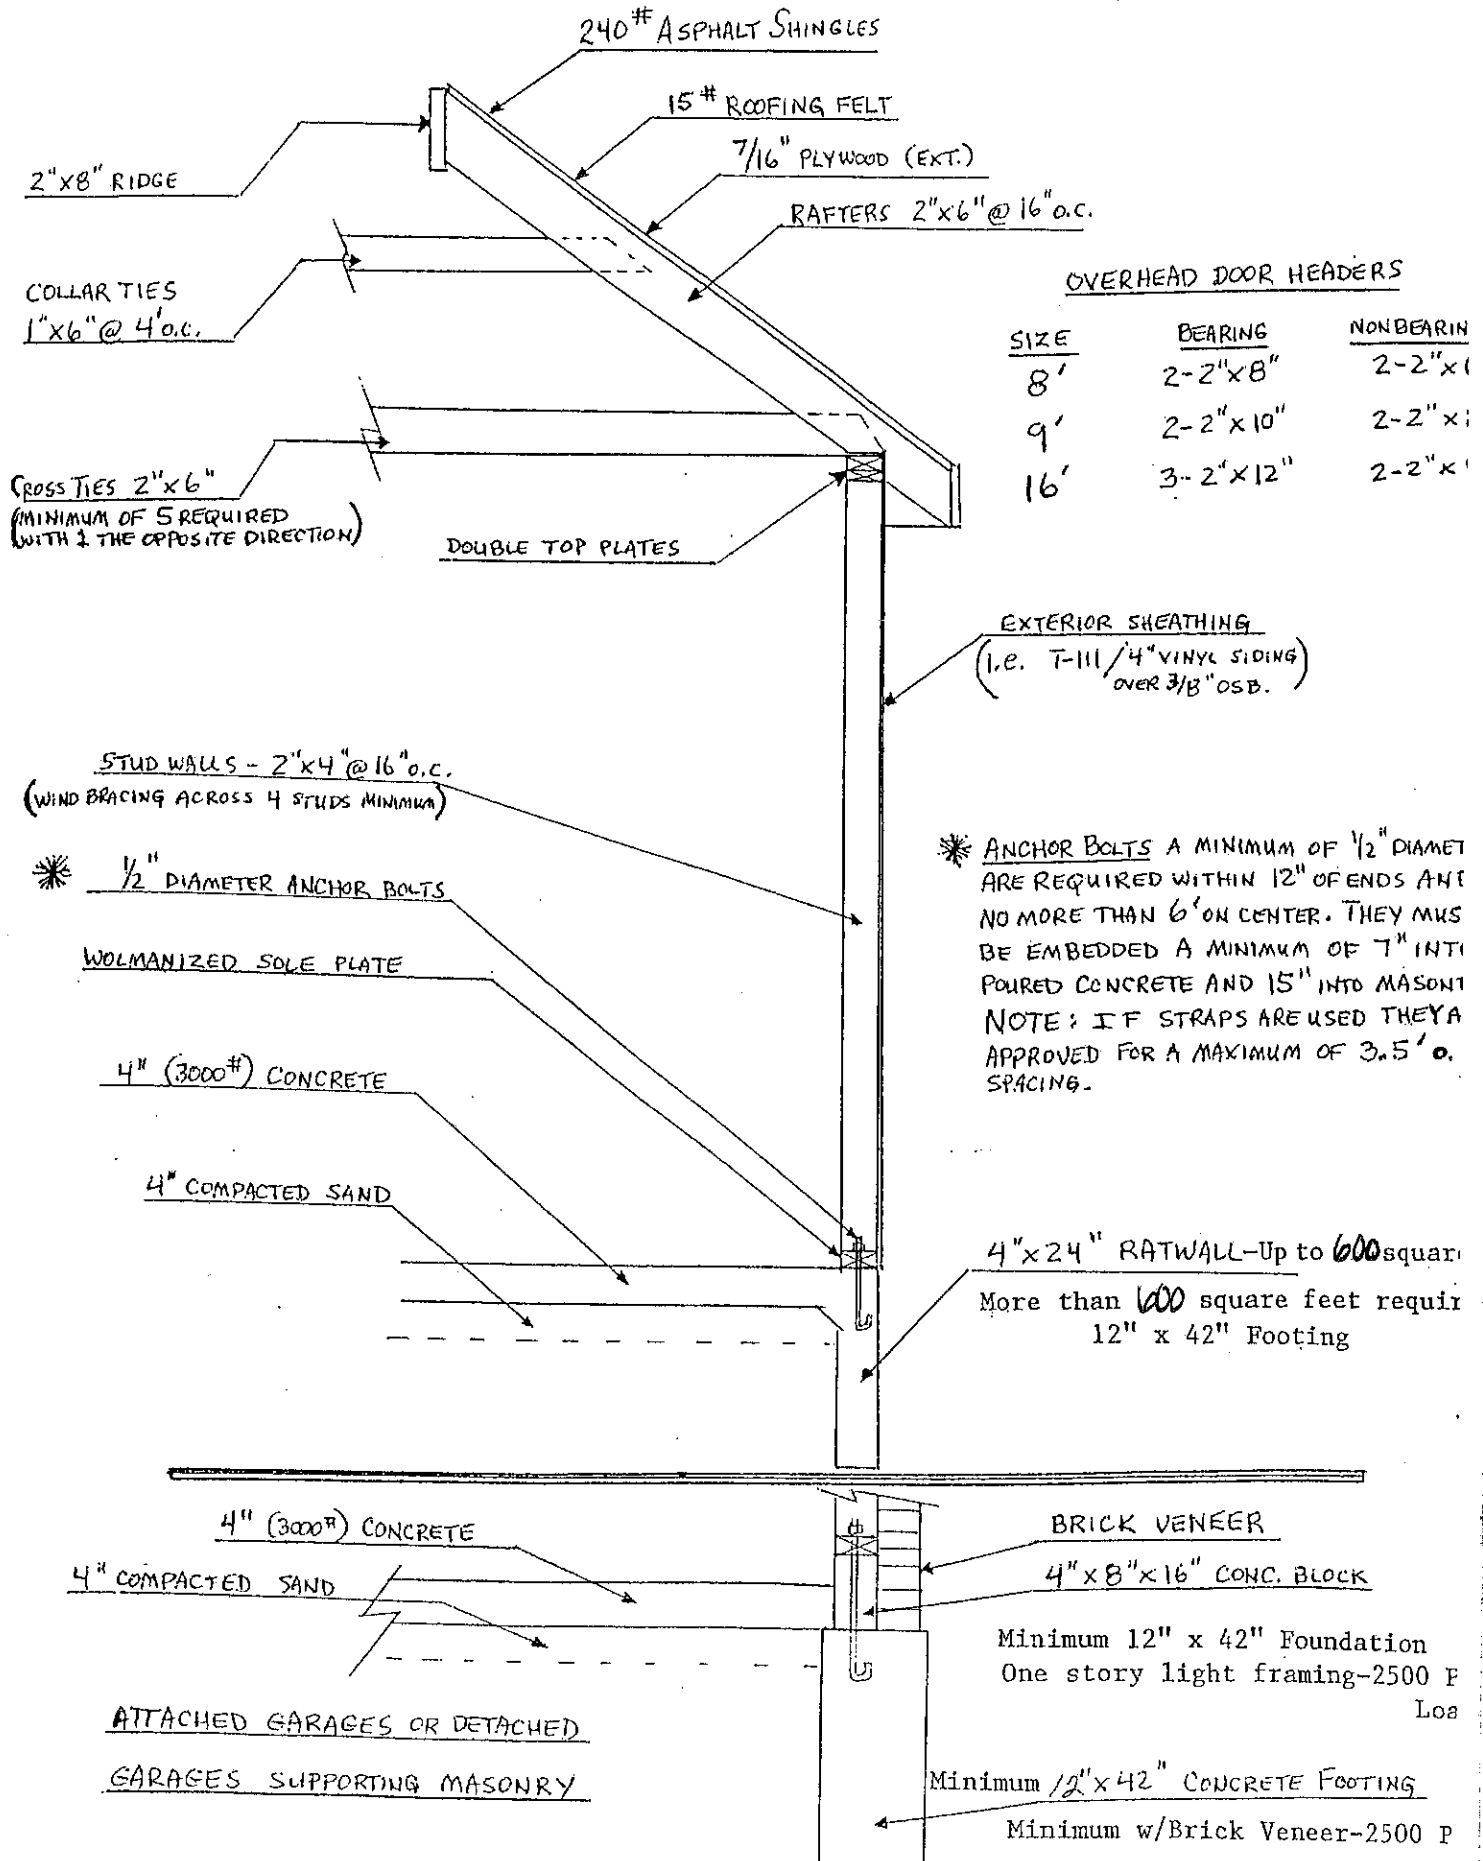 240# ASPHALT SHINGLES
15# ROOFING FELT
7/16" PLYWOOD (EXT.)
2"x8" RIDGE
RAFTERS 2"x6"@ 16"o.c.
COLLAR TIES
1"x6"@ 4'o.c.
OVERHEAD DOOR HEADERS
SIZE BEARING NONBEARIN
8' 2-2"x8" 2-2"x
9' 2-2"x10" 2-2"x
16' 3-2"x12" 2-2"x
CROSS TIES 2"x6"
(MINIMUM OF 5 REQUIRED
WITH 1 THE OPPOSITE DIRECTION)
DOUBLE TOP PLATES
EXTERIOR SHEATHING
(i.e. T-111/4" VINYL SIDING
OVER 3/8" OSB.)
STUD WALLS - 2"x4"@16"o.c.
(WIND BRACING ACROSS 4 STUDS MINIMUM)
* 1/2" DIAMETER ANCHOR BOLTS
WOLMANIZED SOLE PLATE
4" (3000#) CONCRETE
4" COMPACTED SAND
* ANCHOR BOLTS A MINIMUM OF 1/2" DIAMET
ARE REQUIRED WITHIN 12" OF ENDS AN
NO MORE THAN 6' ON CENTER. THEY MUS
BE EMBEDDED A MINIMUM OF 7" INT
POURED CONCRETE AND 15" INTO MASON
NOTE: IF STRAPS ARE USED THEY A
APPROVED FOR A MAXIMUM OF 3.5' o.
SPACING.
4"x24" RATWALL-Up to 600 squar
More than 600 square feet requir
12" x 42" Footing
4" (3000#) CONCRETE
4" COMPACTED SAND
BRICK VENEER
4"x8"x16" CONC. BLOCK
Minimum 12" x 42" Foundation
One story light framing-2500 P
Loa
ATTACHED GARAGES OR DETACHED
GARAGES SUPPORTING MASONRY
Minimum 12"x42" CONCRETE FOOTING
Minimum w/Brick Veneer-2500 P